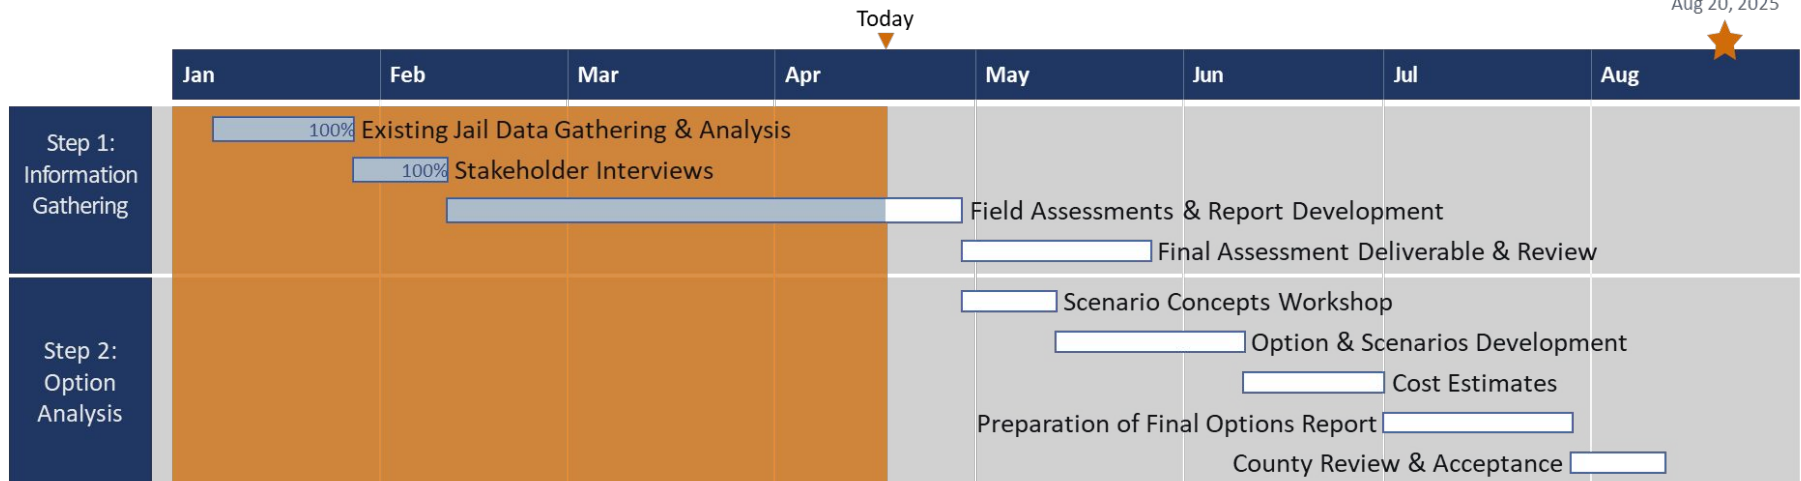 Today
Aug 20, 2025
Jan Feb Mar Apr May Jun Jul Aug
Step 1:
Information
Gathering
100% Existing Jail Data Gathering & Analysis
100% Stakeholder Interviews
Field Assessments & Report Development
Final Assessment Deliverable & Review
Step 2:
Option
Analysis
Scenario Concepts Workshop
Option & Scenarios Development
Cost Estimates
Preparation of Final Options Report
County Review & Acceptance